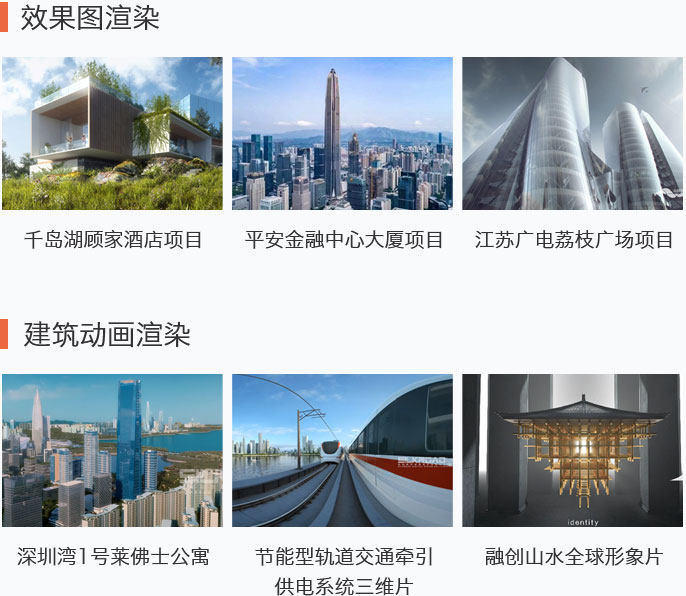 效果图渲染
千岛湖顾家酒店项目
平安金融中心大厦项目
江苏广电荔枝广场项目
建筑动画渲染
identity
深圳湾1号莱佛士公寓
节能型轨道交通牵引
供电系统三维片
融创山水全球形象片